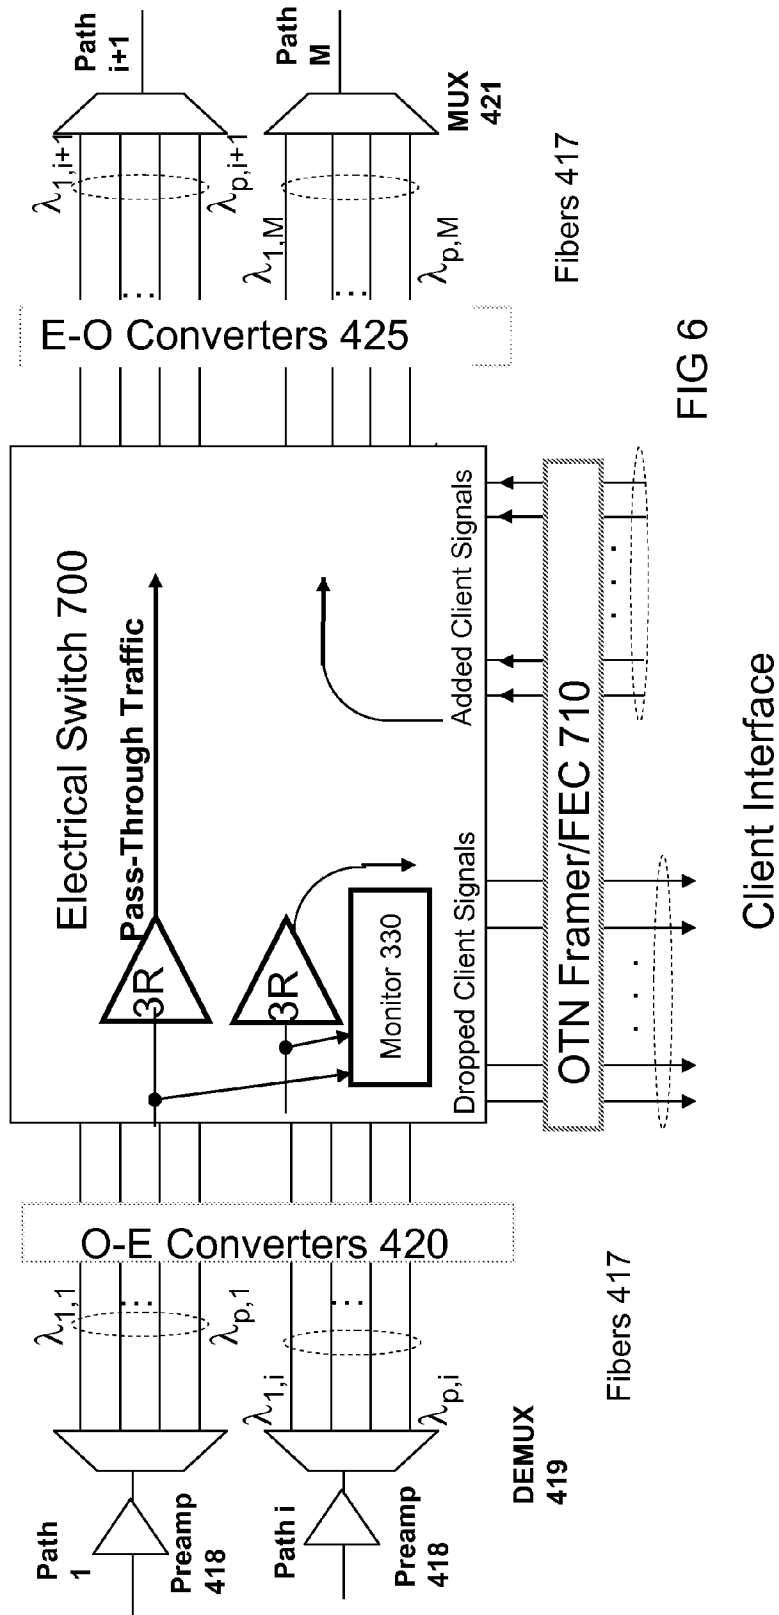 Path
1
Preamp
418
Path i
Preamp
418
DEMUX
419
λ1,1
...
λp,1
λ1,i
...
λp,i
Fibers 417
O-E Converters 420
Electrical Switch 700
3R
Pass-Through Traffic
3R
Monitor 330
Dropped Client Signals
Added Client Signals
OTN Framer/FEC 710
. . .
. . .
Client Interface
E-O Converters 425
λ1,i+1
...
λp,i+1
λ1,M
...
λp,M
Path
i+1
Path
M
MUX
421
Fibers 417
FIG 6